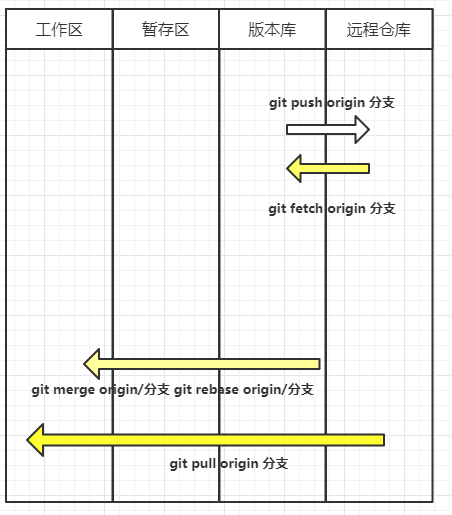 工作区 暂存区 版本库 远程仓库
git push origin 分支
git fetch origin 分支
git merge origin/分支 git rebase origin/分支
git pull origin 分支